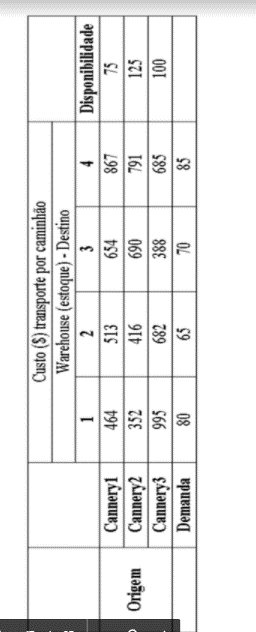 Custo ($) transporte por caminhão
Warehouse (estoque) - Destino
1 2 3 4 Disponibilidade
Origem
Cannery1 464 513 654 867 75
Cannery2 352 416 690 791 125
Cannery3 995 682 388 685 100
Demanda 80 65 70 85